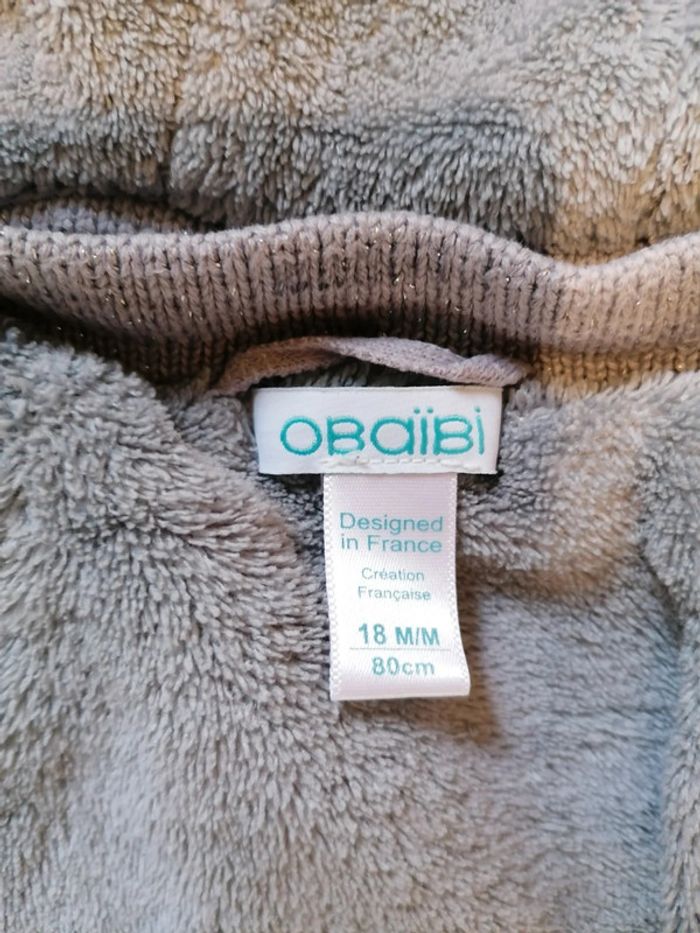 OBAÏBI
Designed
in France
Création
Française
18 M/M
80cm